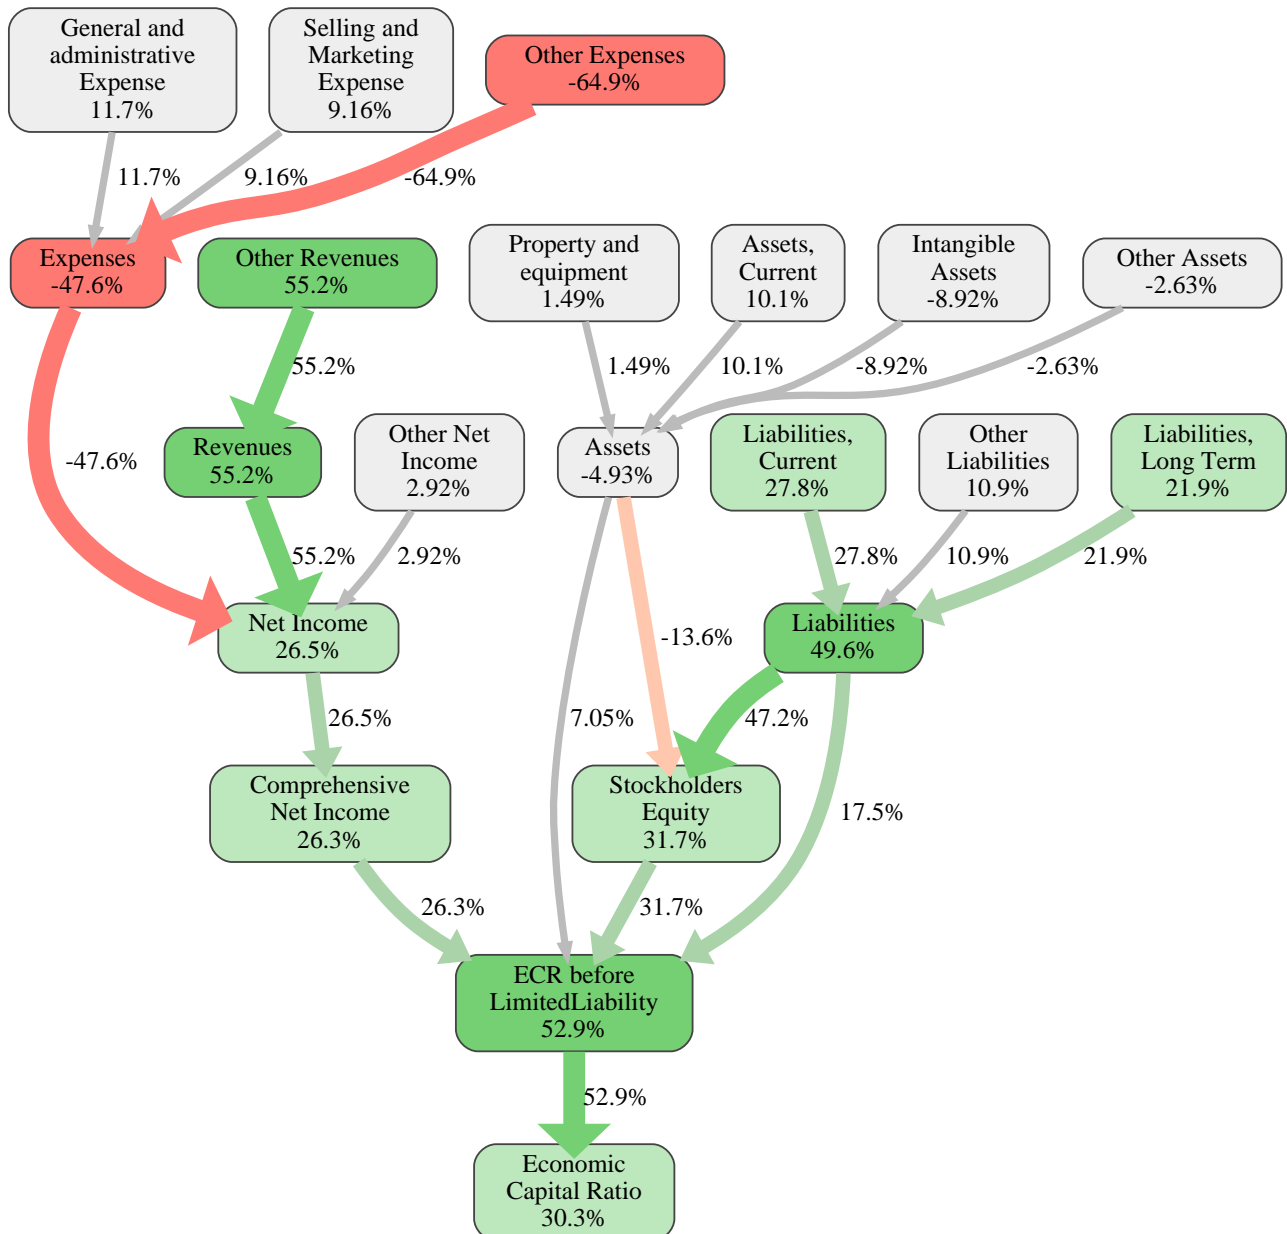 General and
administrative
Expense
11.7%
Selling and
Marketing
Expense
9.16%
Other Expenses
-64.9%
11.7%
9.16%
-64.9%
Expenses
-47.6%
Other Revenues
55.2%
Property and
equipment
1.49%
Assets,
Current
10.1%
Intangible
Assets
-8.92%
Other Assets
-2.63%
55.2%
1.49%
10.1%
-8.92%
-2.63%
-47.6%
Revenues
55.2%
Other Net
Income
2.92%
Assets
-4.93%
Liabilities,
Current
27.8%
Other
Liabilities
10.9%
Liabilities,
Long Term
21.9%
55.2%
2.92%
27.8%
10.9%
21.9%
Net Income
26.5%
-13.6%
Liabilities
49.6%
26.5%
7.05%
47.2%
Comprehensive
Net Income
26.3%
Stockholders
Equity
31.7%
17.5%
26.3%
31.7%
ECR before
LimitedLiability
52.9%
52.9%
Economic
Capital Ratio
30.3%